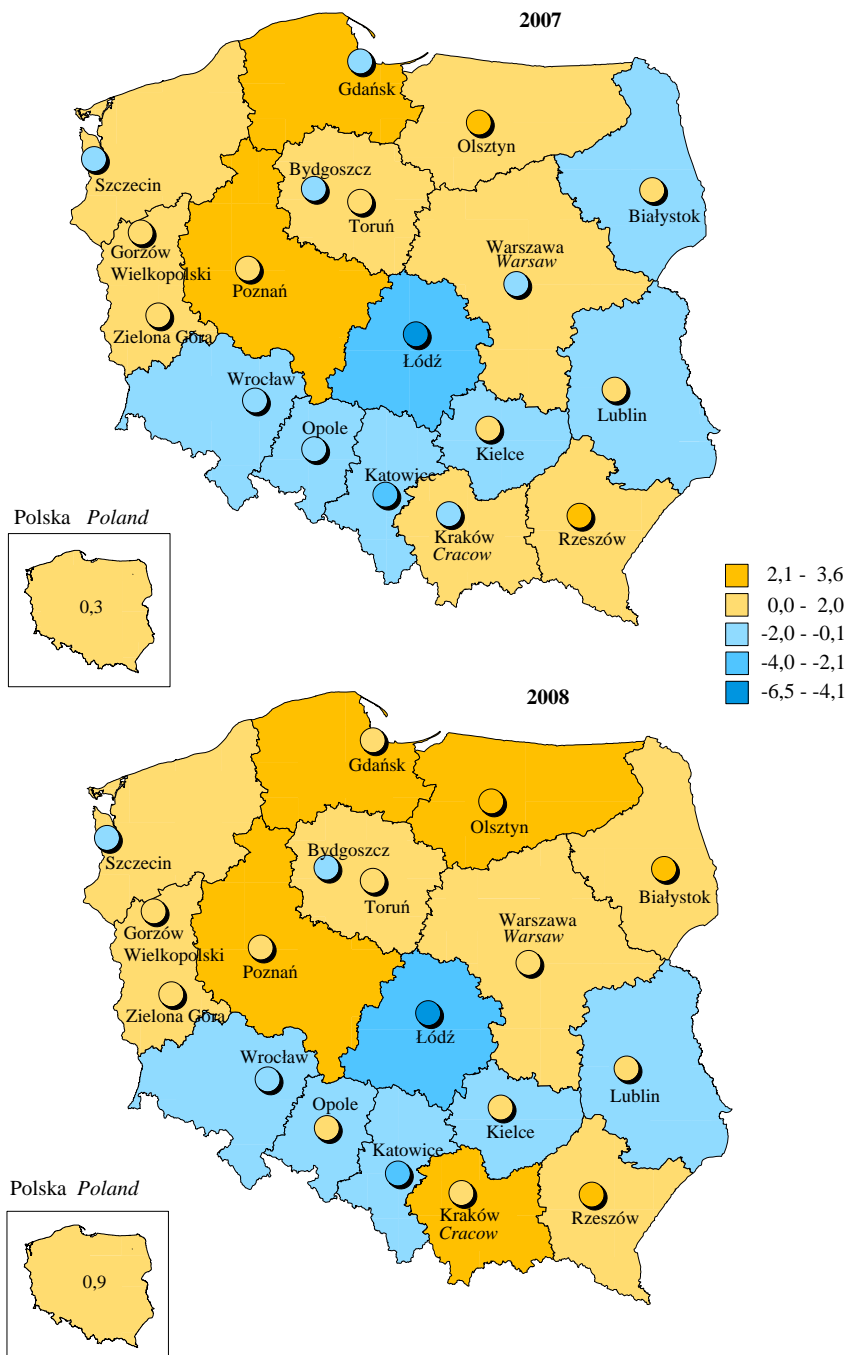 2007
Gdańsk
Olsztyn
Szczecin
Bydgoszcz
Toruń
Białystok
Gorzów
Wielkopolski
Warszawa
Warsaw
Poznań
Zielona Góra
Łódź
Wrocław
Lublin
Opole
Kielce
Katowice
Kraków
Cracow
Rzeszów
Polska Poland
0,3
2,1 - 3,6
0,0 - 2,0
-2,0 - -0,1
-4,0 - -2,1
-6,5 - -4,1
2008
Gdańsk
Olsztyn
Szczecin
Bydgoszcz
Toruń
Białystok
Gorzów
Wielkopolski
Warszawa
Warsaw
Poznań
Zielona Góra
Łódź
Wrocław
Lublin
Opole
Kielce
Katowice
Kraków
Cracow
Rzeszów
Polska Poland
0,9